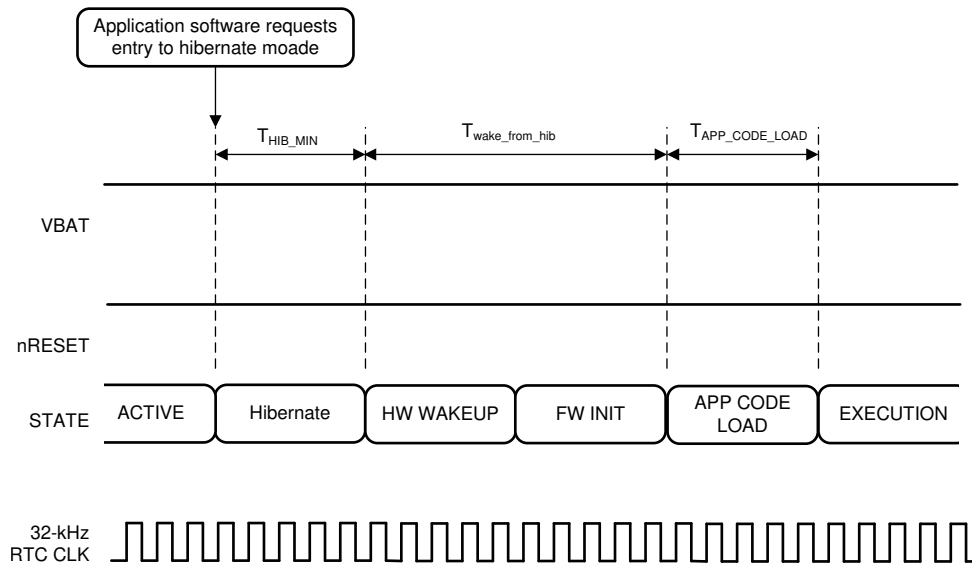 Application software requests
entry to hibernate moade
THIB_MIN
Twake_from_hib
TAPP_CODE_LOAD
VBAT
nRESET
STATE
ACTIVE
Hibernate
HW WAKEUP
FW INIT
APP CODE
LOAD
EXECUTION
32-kHz
RTC CLK